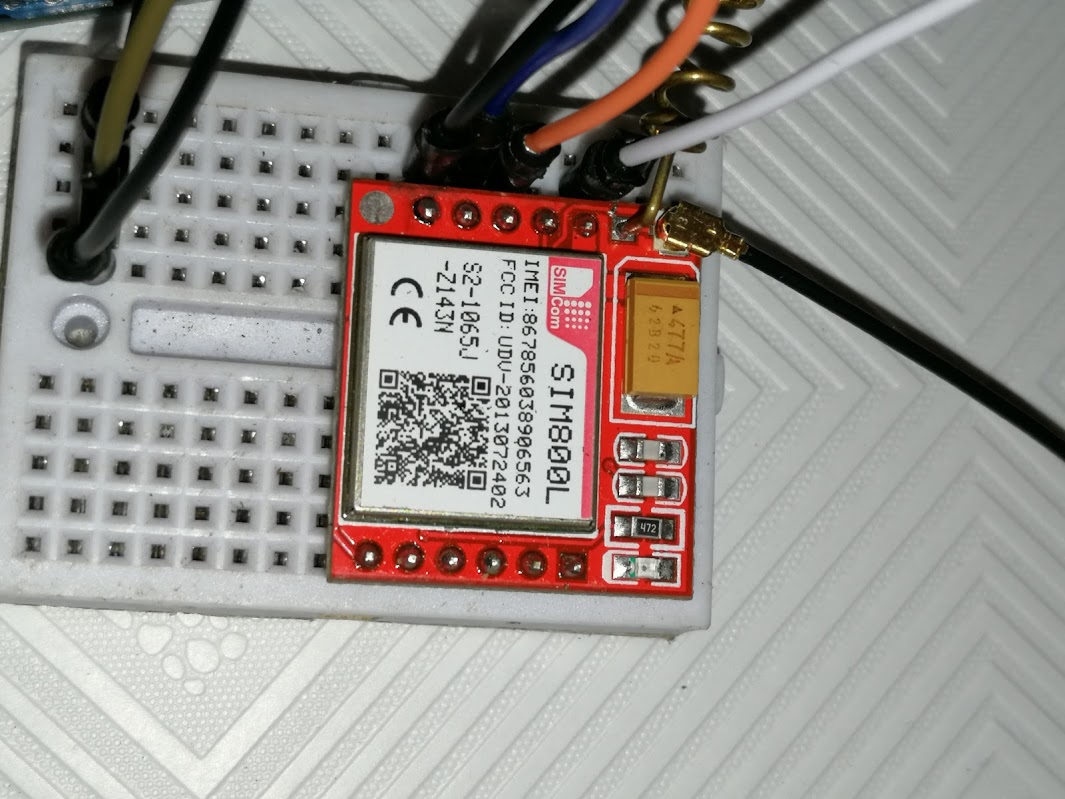 SIMCom
SIM800L
IMEI:867856038906563
FCC ID: UDV-2013072402
S2-1065J
-Z143N
CE
477A
472